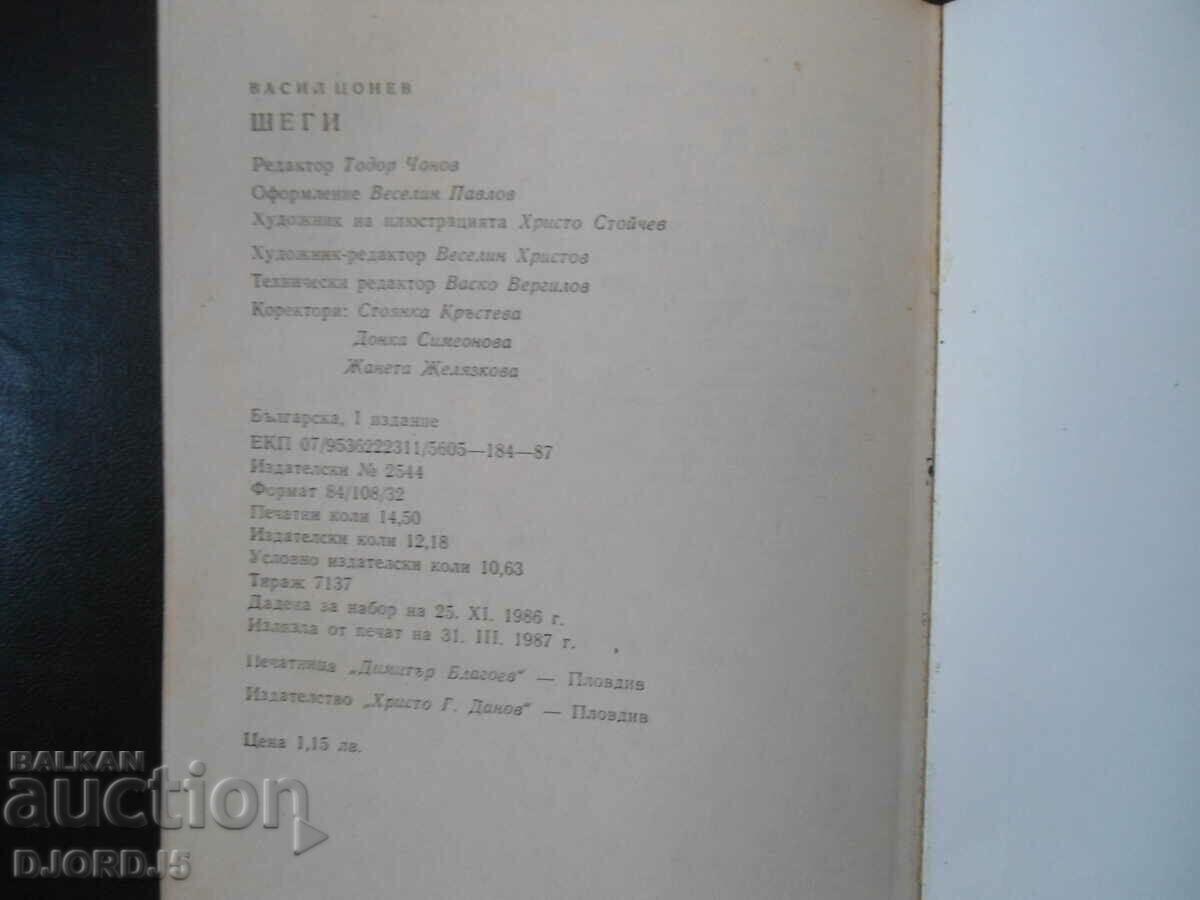 ВАСИЛ ЦОНЕВ
ШЕГИ
Редактор Тодор Чонов
Оформление Веселин Павлов
Художник на илюстрацията Христо Стойчев
Художник-редактор Веселин Христов
Технически редактор Васко Вергилов
Коректори: Стоянка Кръстева
Донка Симеонова
Жанета Желязкова
Българска, 1 издание
ЕКП 07/9536222311/5605—184—87
Издателски № 2544
Формат 84/108/32
Печатни коли 14,50
Издателски коли 12,18
Условно издателски коли 10,63
Тираж 7137
Дадена за набор на 25. XI. 1986 г.
Излязла от печат на 31. III. 1987 г.
Печатница „Димитър Благоев“ — Пловдив
Издателство „Христо Г. Данов“ — Пловдив
Цена 1,15 лв.
BALKAN
auction
DJORD_J5